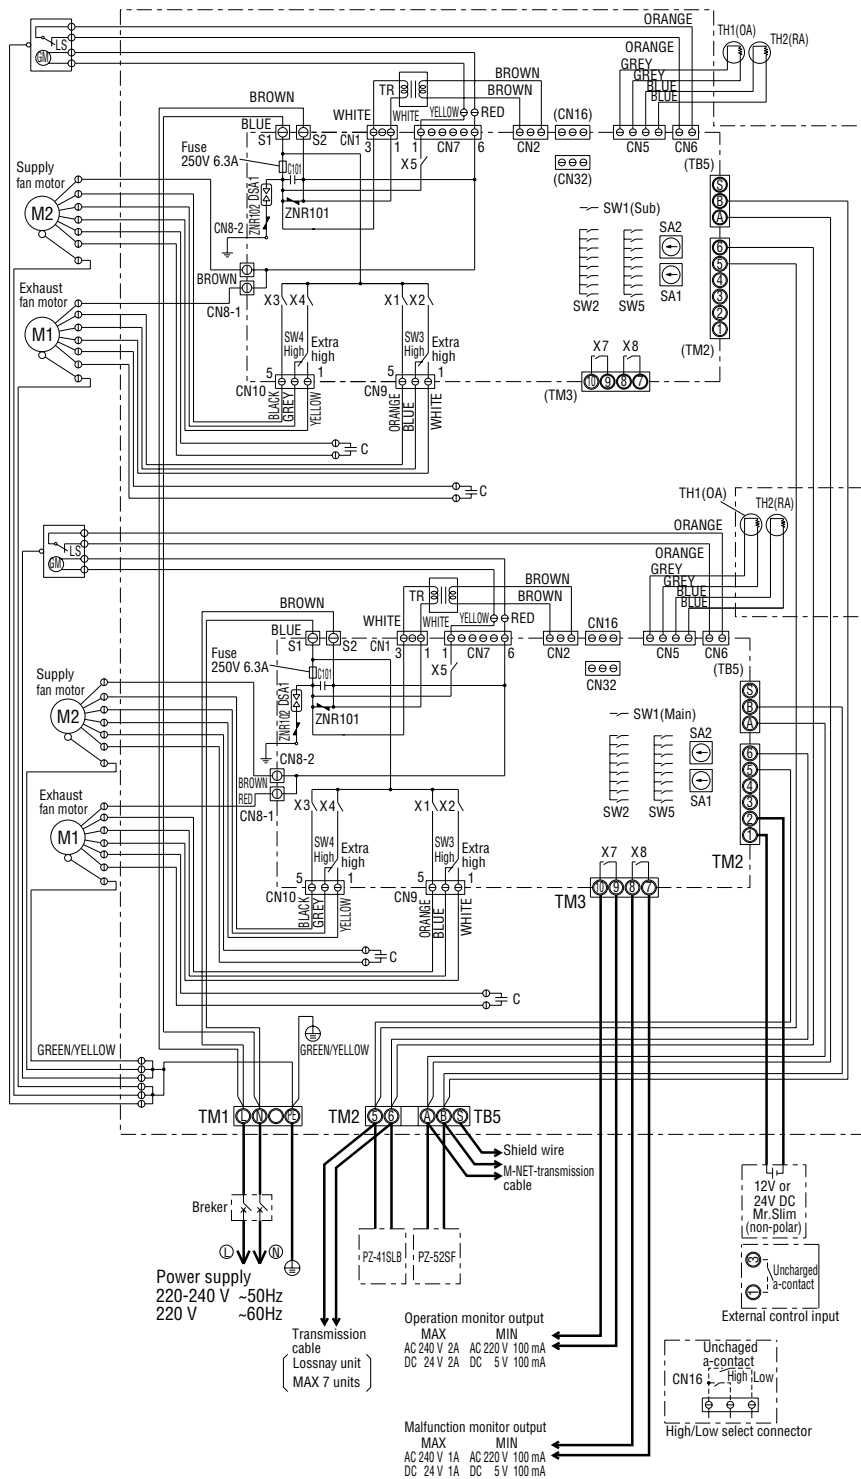 ORANGE
TH1(OA)
TH2(RA)
LS
GM
ORANGE
GREY
GREY
BLUE
BLUE
BROWN
BROWN
TR
BROWN
WHITE
WHITE
YELLOW
RED
(CN16)
BLUE
S1
S2
CN1
3
1
1
CN7
6
CN2
CN5
CN6
(TB5)
Fuse
250V 6.3A
C101
X5
(CN32)
Supply
fan motor
M2
ZNR102
DSA1
ZNR101
CN8-2
S
B
A
SW1(Sub)
SA2
SA1
SW2
SW5
6
5
4
3
2
1
(TM2)
BROWN
CN8-1
Exhaust
fan motor
M1
X3
X4
X1
X2
SW4
High
Extra
high
SW3
High
Extra
high
X7
X8
5
1
CN10
5
1
CN9
10 9 8 7
(TM3)
BLACK
GREY
YELLOW
ORANGE
BLUE
WHITE
C
C
TH1(OA)
TH2(RA)
ORANGE
LS
GM
ORANGE
GREY
GREY
BLUE
BLUE
BROWN
BROWN
TR
BROWN
WHITE
WHITE
YELLOW
RED
CN16
BLUE
S1
S2
CN1
3
1
1
CN7
6
CN2
CN5
CN6
(TB5)
Fuse
250V 6.3A
C101
X5
CN32
Supply
fan motor
M2
ZNR102
DSA1
ZNR101
S
B
A
SW1(Main)
SA2
SA1
SW2
SW5
CN8-2
BROWN
RED
CN8-1
6
5
4
3
2
1
TM2
Exhaust
fan motor
M1
X3
X4
X1
X2
SW4
High
Extra
high
SW3
High
Extra
high
X7
X8
5
1
CN10
5
1
CN9
10 9 8 7
TM3
BLACK
GREY
YELLOW
ORANGE
BLUE
WHITE
C
C
GREEN/YELLOW
GREEN/YELLOW
TM1
L N PE
TM2
5 6
A B S
TB5
Shield wire
M-NET-transmission
cable
Breker
L
N
PZ-41SLB
PZ-52SF
Power supply
220-240 V ~50Hz
220 V ~60Hz
12V or
24V DC
Mr.Slim
(non-polar)
3
1
Uncharged
a-contact
External control input
Transmission
cable
Lossnay unit
MAX 7 units
Operation monitor output
MAX MIN
AC 240 V 2A AC 220 V 100 mA
DC 24 V 2A DC 5 V 100 mA
Unchaged
a-contact
CN16
High
Low
High/Low select connector
Malfunction monitor output
MAX MIN
AC 240 V 1A AC 220 V 100 mA
DC 24 V 1A DC 5 V 100 mA